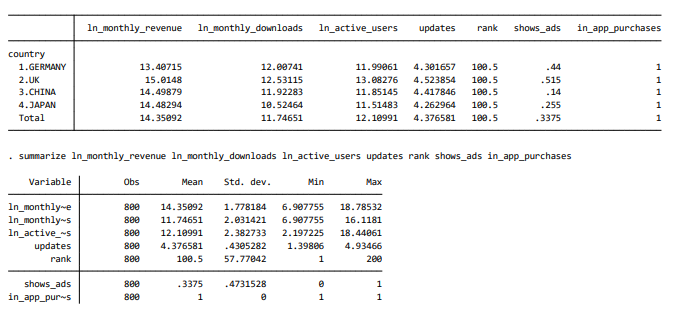 ln_monthly_revenue ln_monthly_downloads ln_active_users updates rank shows_ads in_app_purchases
country
1.GERMANY 13.40715 12.00741 11.99061 4.301657 100.5 .44 1
2.UK 15.0148 12.53115 13.08276 4.523854 100.5 .515 1
3.CHINA 14.49879 11.92283 11.85145 4.417846 100.5 .14 1
4.JAPAN 14.48294 10.52464 11.51483 4.262964 100.5 .255 1
Total 14.35092 11.74651 12.10991 4.376581 100.5 .3375 1
. summarize ln_monthly_revenue ln_monthly_downloads ln_active_users updates rank shows_ads in_app_purchases
Variable Obs Mean Std. dev. Min Max
ln_monthly~e 800 14.35092 1.778184 6.907755 18.78532
ln_monthly~s 800 11.74651 2.031421 6.907755 16.1181
ln_active_~s 800 12.10991 2.382733 2.197225 18.44061
updates 800 4.376581 .4305282 1.39806 4.93466
rank 800 100.5 57.77042 1 200
shows_ads 800 .3375 .4731528 0 1
in_app_pur~s 800 1 0 1 1